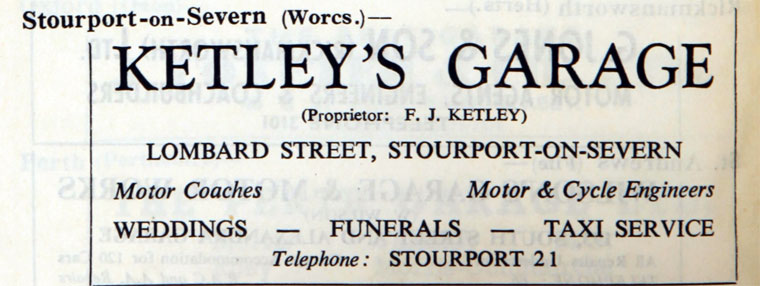 Stourport-on-Severn (Worcs.)—
KETLEY'S GARAGE
(Proprietor: F. J. KETLEY)
LOMBARD STREET, STOURPORT-ON-SEVERN
Motor Coaches Motor & Cycle Engineers
WEDDINGS — FUNERALS — TAXI SERVICE
Telephone: STOURPORT 21